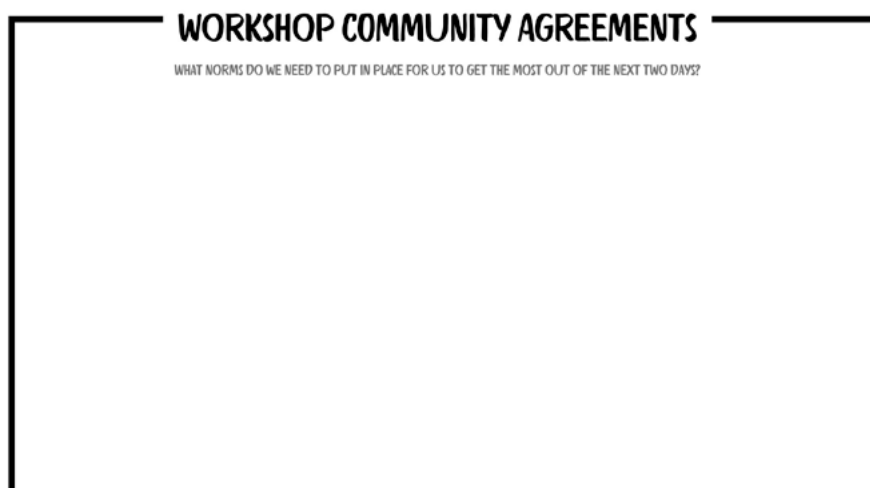 WORKSHOP COMMUNITY AGREEMENTS
WHAT NORMS DO WE NEED TO PUT IN PLACE FOR US TO GET THE MOST OUT OF THE NEXT TWO DAYS?